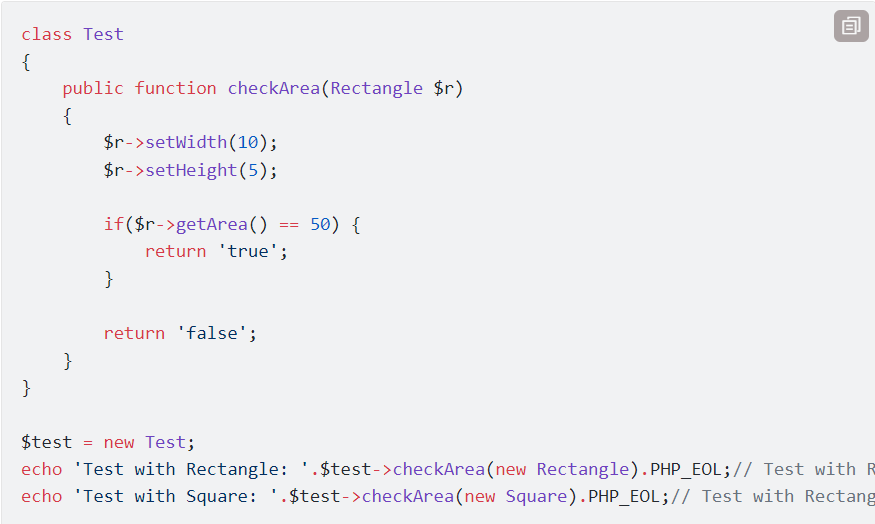 class Test
{
    public function checkArea(Rectangle $r)
    {
        $r->setWidth(10);
        $r->setHeight(5);

        if($r->getArea() == 50) {
            return 'true';
        }

        return 'false';
    }
}

$test = new Test;
echo 'Test with Rectangle: '.$test->checkArea(new Rectangle).PHP_EOL;// Test with R
echo 'Test with Square: '.$test->checkArea(new Square).PHP_EOL;// Test with Rectang